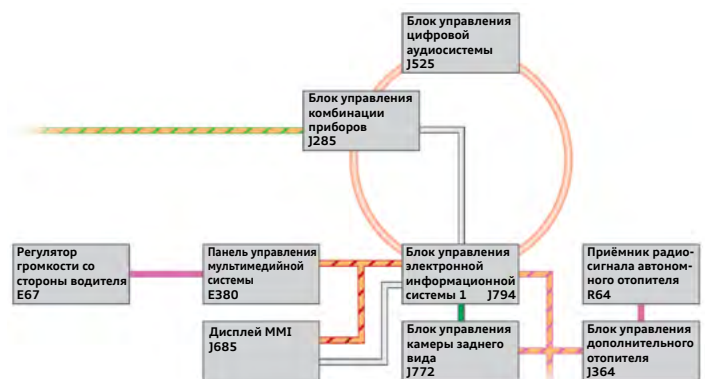 Блок управления
цифровой
аудиосистемы
J525
Блок управления
комбинации
приборов
J285
Регулятор
громкости со
стороны водителя
E67
Панель управления
мультимедийной
системы
E380
Блок управления
электронной
информационной
системы 1 J794
Приёмник радио-
сигнала автоном-
ного отопителя
R64
Дисплей MMI
J685
Блок управления
камеры заднего
вида
J772
Блок управления
дополнительного
отопителя
J364